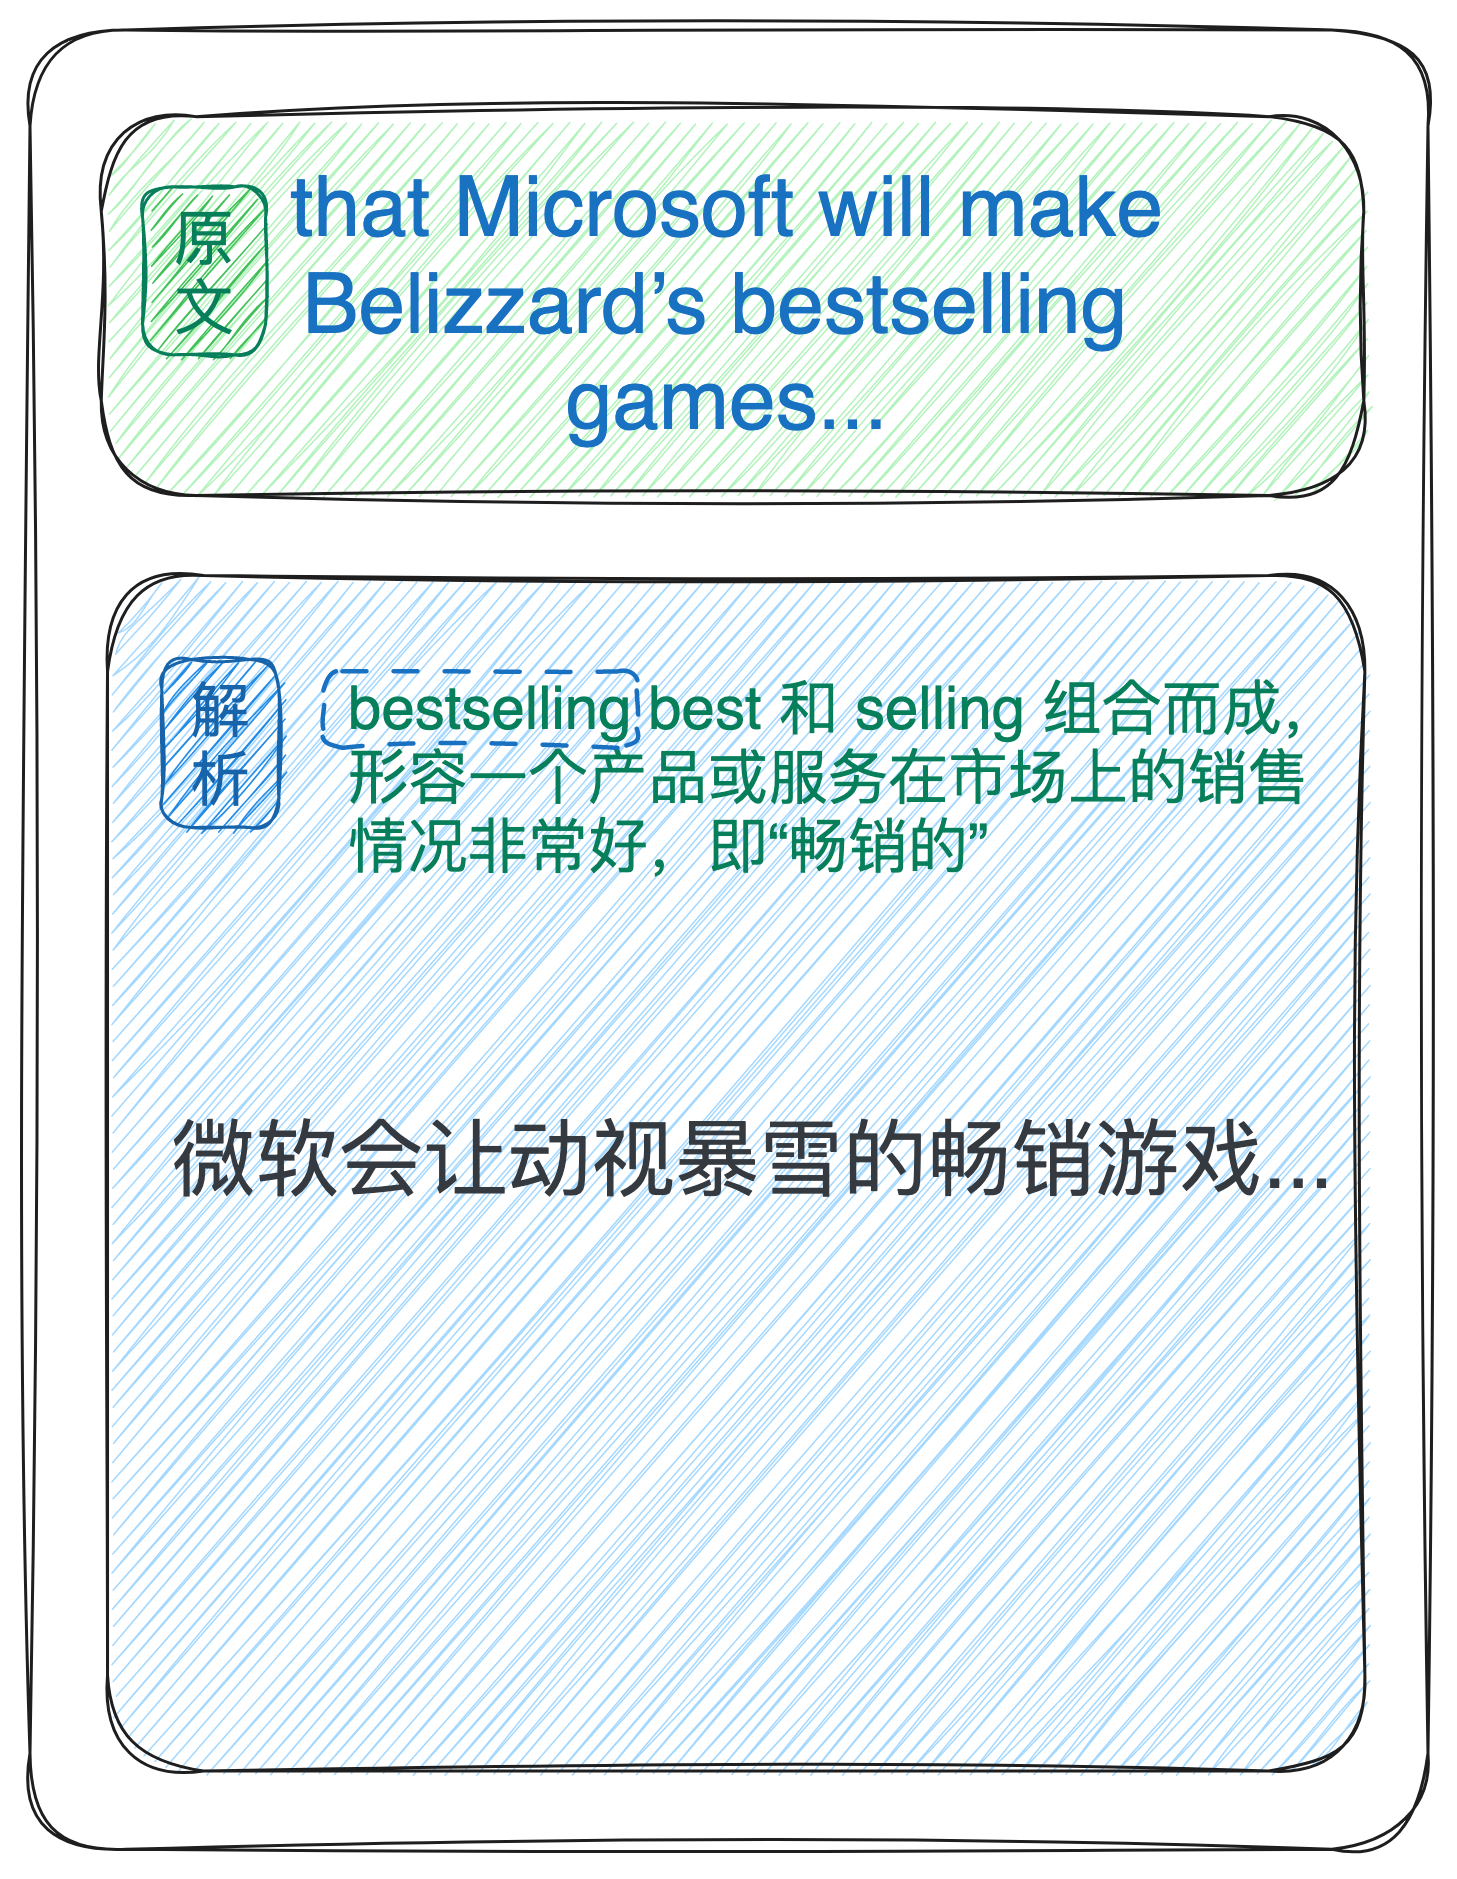 原
文
that Microsoft will make
Belizzard’s bestselling
games...
解
析
bestselling best 和 selling 组合而成，
形容一个产品或服务在市场上的销售
情况非常好，即“畅销的”
微软会让动视暴雪的畅销游戏...